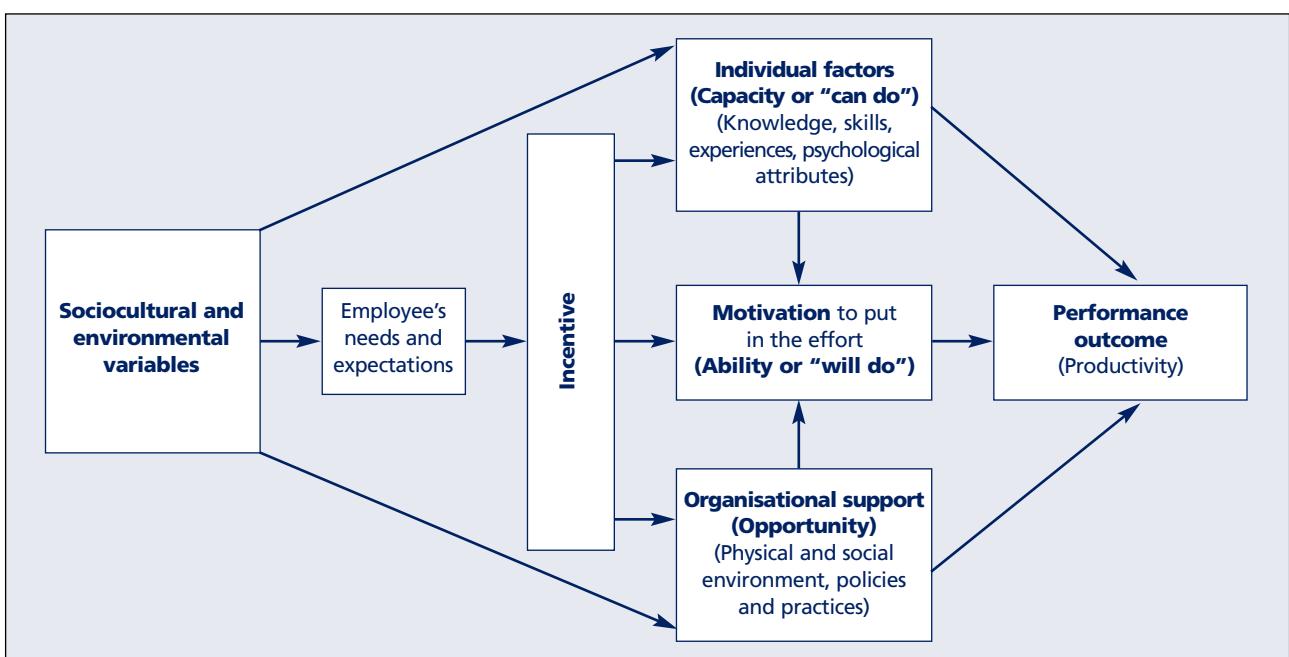 Sociocultural and
environmental
variables
Employee's
needs and
expectations
Incentive
Individual factors
(Capacity or “can do”)
(Knowledge, skills,
experiences, psychological
attributes)
Motivation to put
in the effort
(Ability or “will do”)
Organisational support
(Opportunity)
(Physical and social
environment, policies
and practices)
Performance
outcome
(Productivity)